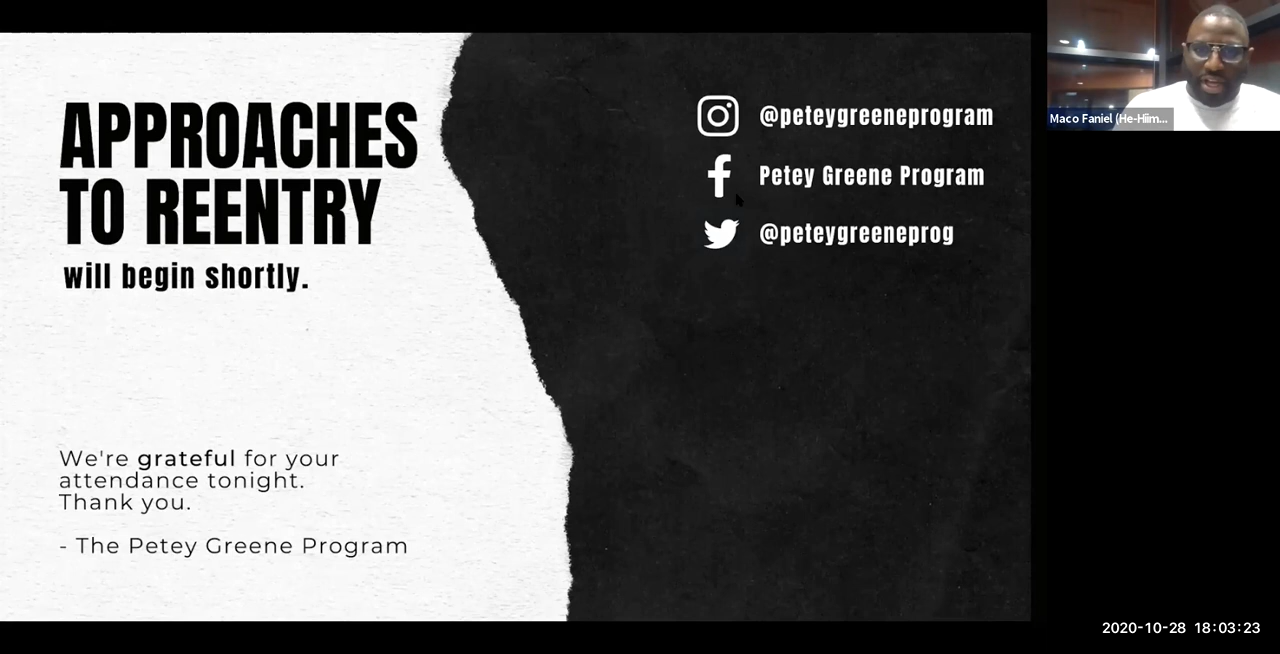 APPROACHES
TO REENTRY
will begin shortly.
We're grateful for your
attendance tonight.
Thank you.
- The Petey Greene Program
@peteygreeneprogram
Petey Greene Program
@peteygreeneprog
Maco Faniel (He-Hiim...
2020-10-28 18:03:23